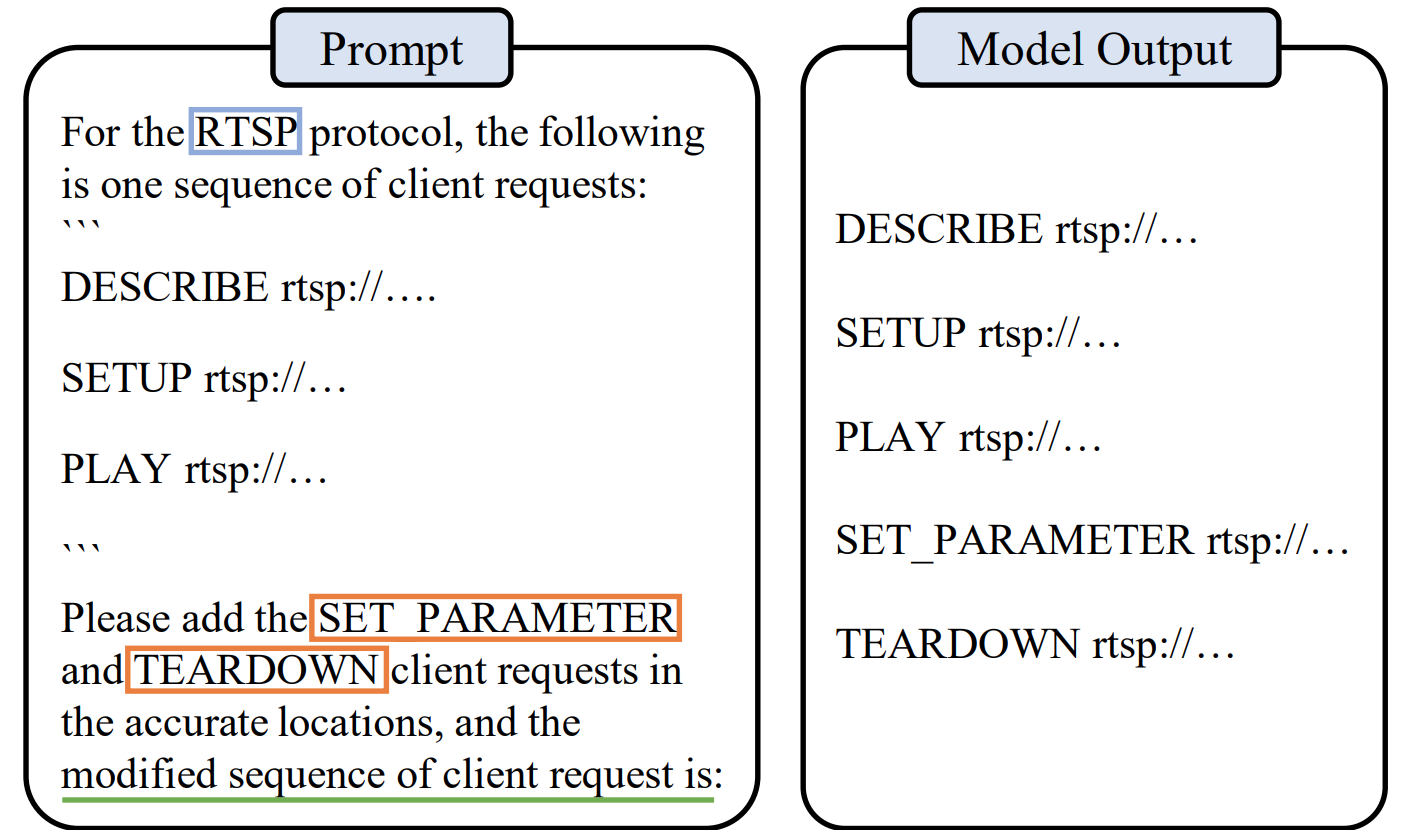 Prompt
For the RTSP protocol, the following
is one sequence of client requests:
```
DESCRIBE rtsp://….
SETUP rtsp://…
PLAY rtsp://…
```
Please add the SET_PARAMETER
and TEARDOWN client requests in
the accurate locations, and the
modified sequence of client request is:
Model Output
DESCRIBE rtsp://…
SETUP rtsp://…
PLAY rtsp://…
SET_PARAMETER rtsp://…
TEARDOWN rtsp://…